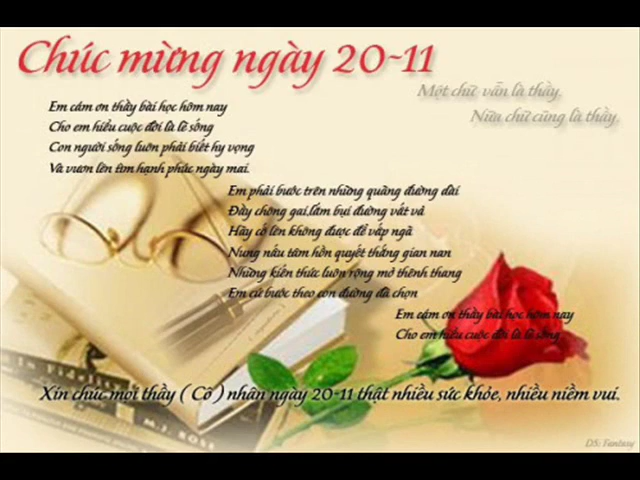 Chúc mừng ngày 20-11
Một chữ vẫn là thầy.
Nửa chữ cũng là thầy.
Em cám ơn thầy bài học hôm nay
Cho em hiểu cuộc đời là lẽ sống
Con người sống luôn phải biết hy vọng
Và vươn lên tìm hạnh phúc ngày mai.
Em phải bước trên những quãng đường dài
Đầy chông gai,lấm bụi đường vất vả
Hãy cố lên không được để vấp ngã
Nung nấu tâm hồn quyết thắng gian nan
Những kiến thức luôn rộng mở thênh thang
Em cứ bước theo con đường đã chọn
Em cám ơn thầy bài học hôm nay
Cho em hiểu cuộc đời là lẽ sống
Xin chúc mọi thầy ( Cô ) nhân ngày 20-11 thật nhiều sức khỏe, nhiều niềm vui.
M.J. ROSE
DS: Fantasy